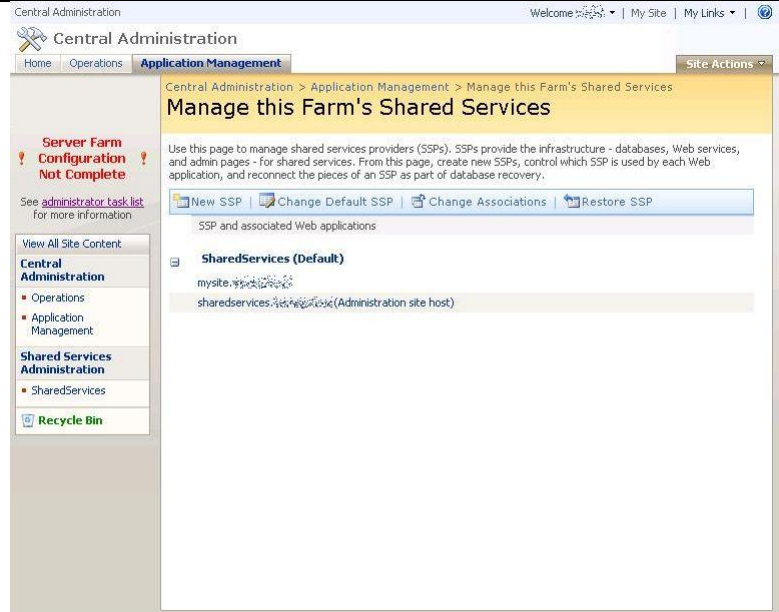 Central Administration
Welcome | My Site | My Links |
Central Administration
Home Operations Application Management Site Actions
Central Administration > Application Management > Manage this Farm's Shared Services
Manage this Farm's Shared Services
Server Farm
! Configuration !
Not Complete
See administrator task list
for more information
Use this page to manage shared services providers (SSPs). SSPs provide the infrastructure - databases, Web services,
and admin pages - for shared services. From this page, create new SSPs, control which SSP is used by each Web
application, and reconnect the pieces of an SSP as part of database recovery.
New SSP | Change Default SSP | Change Associations | Restore SSP
SSP and associated Web applications
SharedServices (Default)
mysite.
sharedservices. (Administration site host)
View All Site Content
Central
Administration
Operations
Application
Management
Shared Services
Administration
SharedServices
Recycle Bin